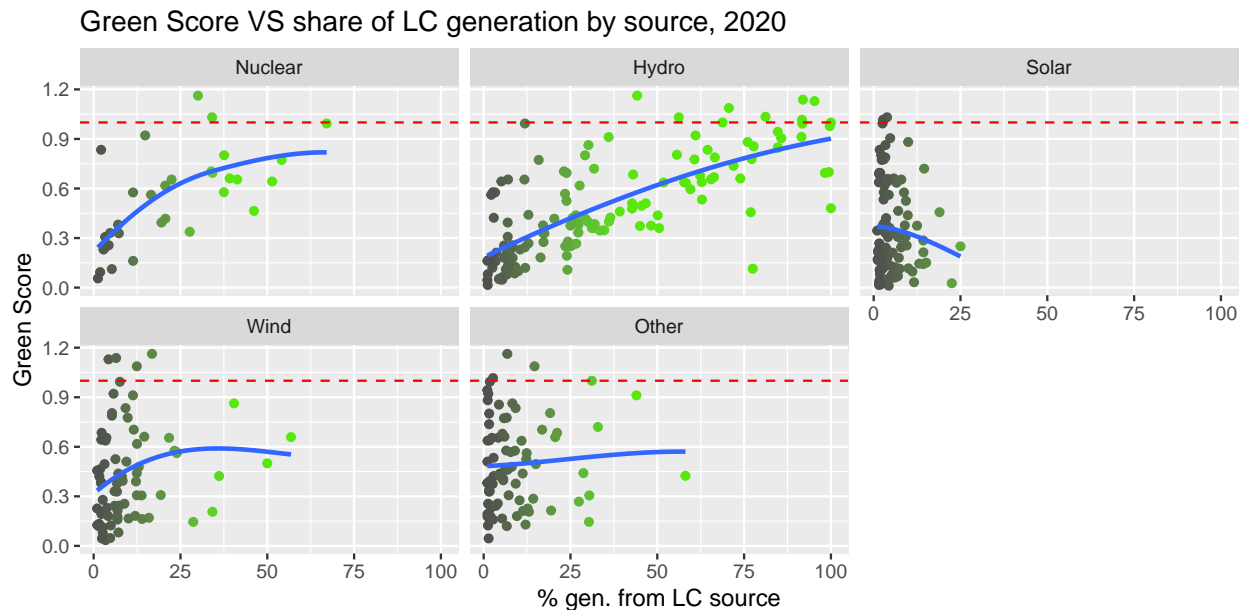 Green Score VS share of LC generation by source, 2020
Nuclear
Hydro
Solar
1.2
0.9
0.6
0.3
0.0
0 25 50 75 100
Wind
Other
1.2
0.9
0.6
0.3
0.0
0 25 50 75 100
0 25 50 75 100
Green Score
% gen. from LC source